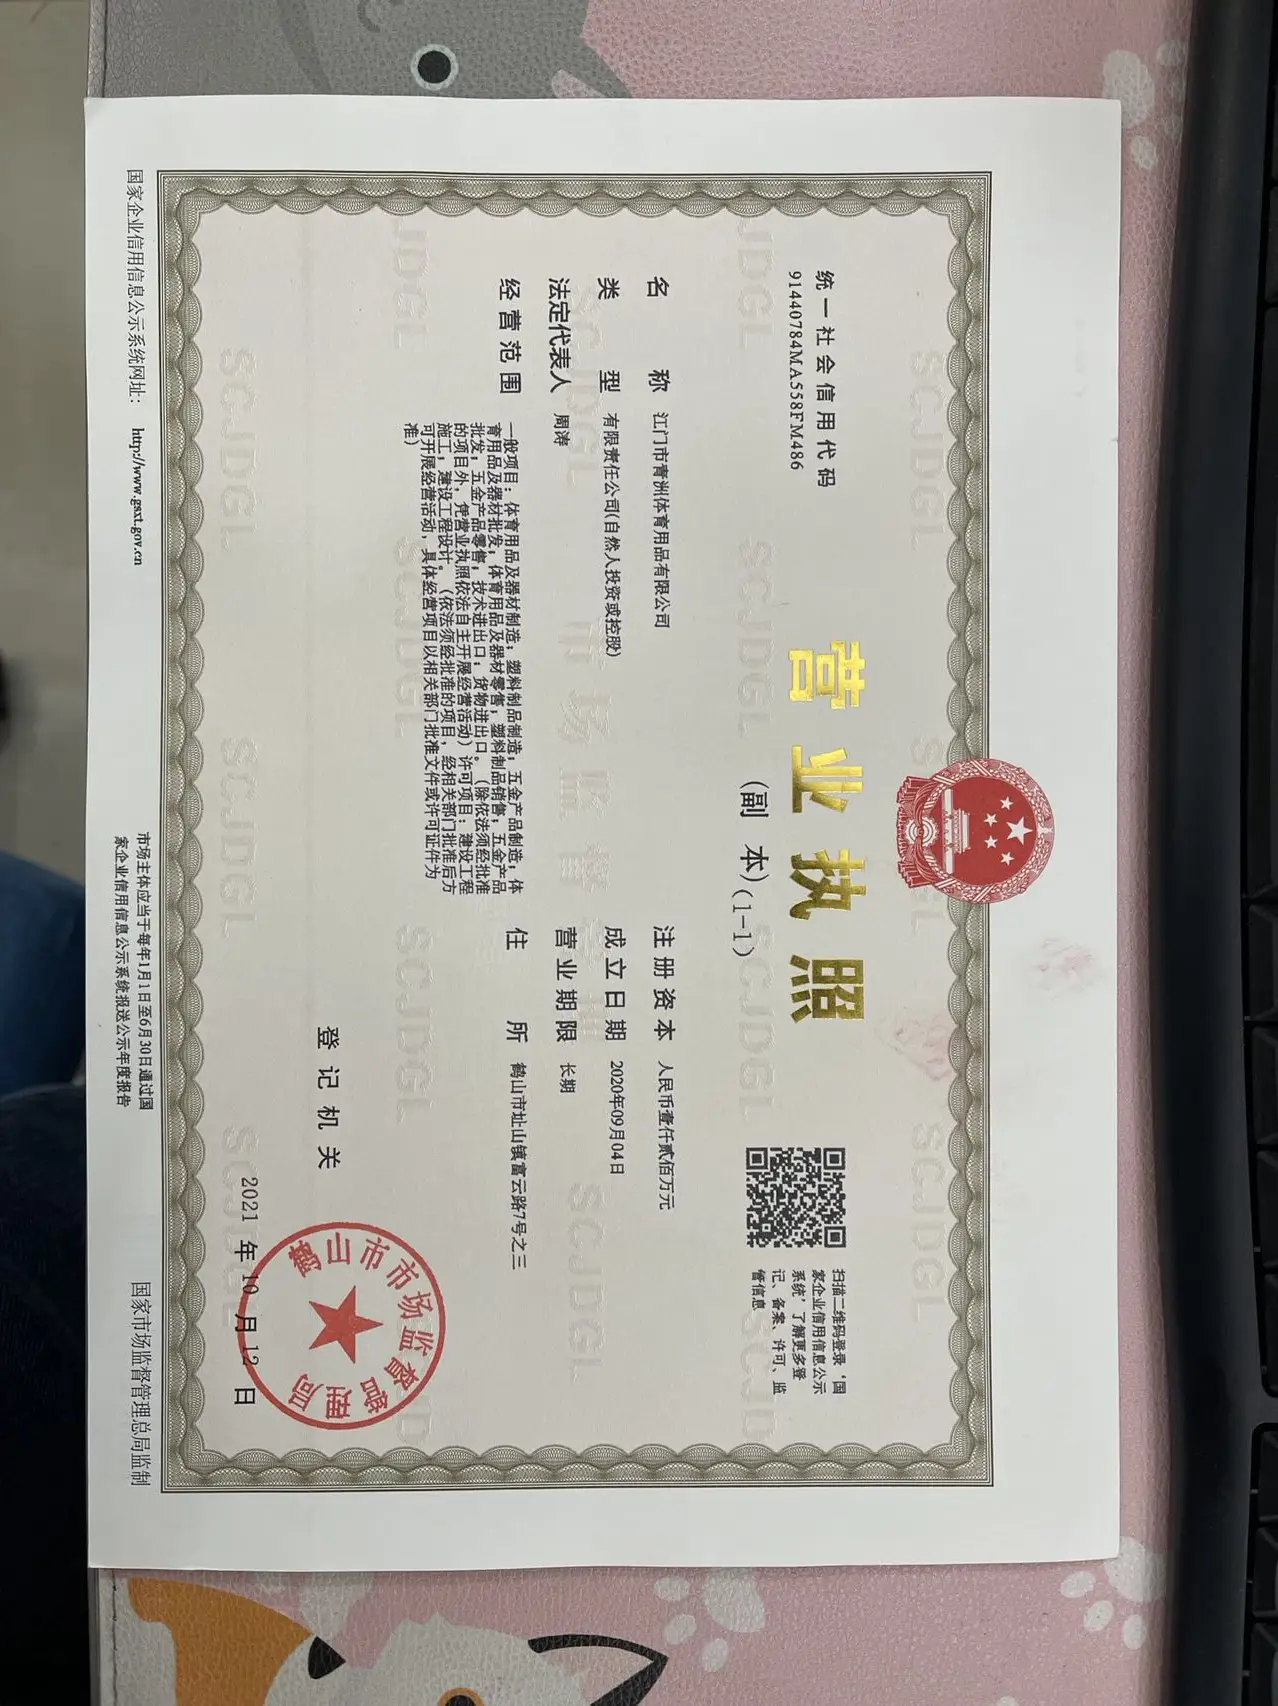 统一社会信用代码
91440784MA558FM486
营业执照
(副 本)(1-1)
扫描二维码登录‘国
家企业信用信息公示
系统’了解更多登
记、备案、许可、监
管信息
名 称 江门市青洲体育用品有限公司
类 型 有限责任公司(自然人投资或控股)
法定代表人 周涛
经营范围 一般项目：体育用品及器材制造；塑料制品制造；五金产品制造；体
育用品及器材批发；体育用品及器材零售；塑料制品销售；五金产品
批发；五金产品零售；技术进出口；货物进出口。（除依法须经批准
的项目外，凭营业执照依法自主开展经营活动）许可项目：建设工程
施工；建设工程设计。（依法须经批准的项目，经相关部门批准后方
可开展经营活动，具体经营项目以相关部门批准文件或许可证件为
准）
注册资本 人民币壹仟贰佰万元
成立日期 2020年09月04日
营业期限 长期
住 所 鹤山市址山镇富云路7号之三
登记机关
鹤山市市场监督管理局
2021 年 10 月 12 日
国家企业信用信息公示系统网址： http://www.gsxt.gov.cn
市场主体应当于每年1月1日至6月30日通过国
家企业信用信息公示系统报送公示年度报告
国家市场监督管理总局监制
SCJDGL
市场监督管理